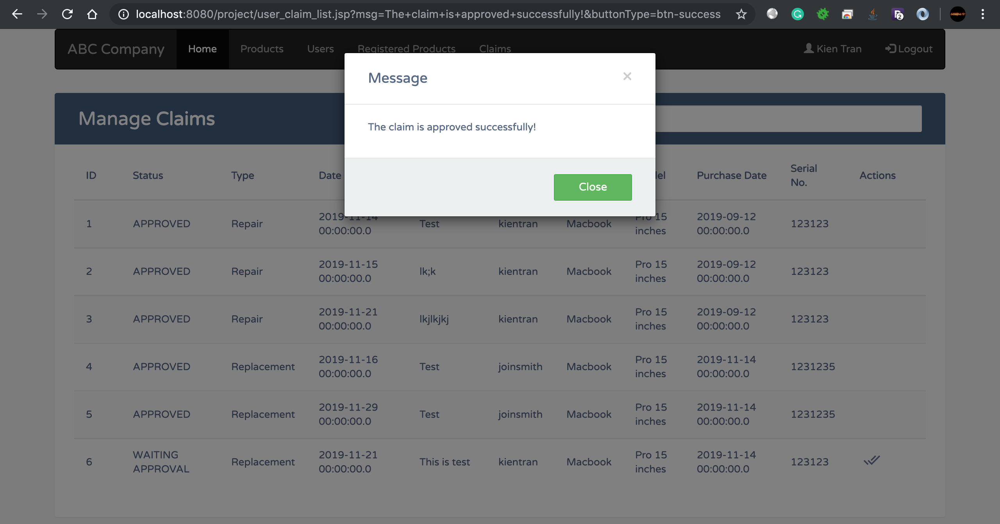 localhost:8080/project/user_claim_list.jsp?msg=The+claim+is+approved+successfully!&buttonType=btn-success
ABC Company Home Products Users Registered Products Claims Kien Tran Logout
Message ×
Manage Claims
The claim is approved successfully!
Close
ID Status Type Date Purchase Date Serial No. Actions
1 APPROVED Repair 2019-11-14 00:00:00.0 Test kientran Macbook Pro 15 inches 2019-09-12 00:00:00.0 123123
2 APPROVED Repair 2019-11-15 00:00:00.0 lk;k kientran Macbook Pro 15 inches 2019-09-12 00:00:00.0 123123
3 APPROVED Repair 2019-11-21 00:00:00.0 lkjlkjkj kientran Macbook Pro 15 inches 2019-09-12 00:00:00.0 123123
4 APPROVED Replacement 2019-11-16 00:00:00.0 Test joinsmith Macbook Pro 15 inches 2019-11-14 00:00:00.0 1231235
5 APPROVED Replacement 2019-11-29 00:00:00.0 Test joinsmith Macbook Pro 15 inches 2019-11-14 00:00:00.0 1231235
6 WAITING APPROVAL Replacement 2019-11-21 00:00:00.0 This is test kientran Macbook Pro 15 inches 2019-11-14 00:00:00.0 123123